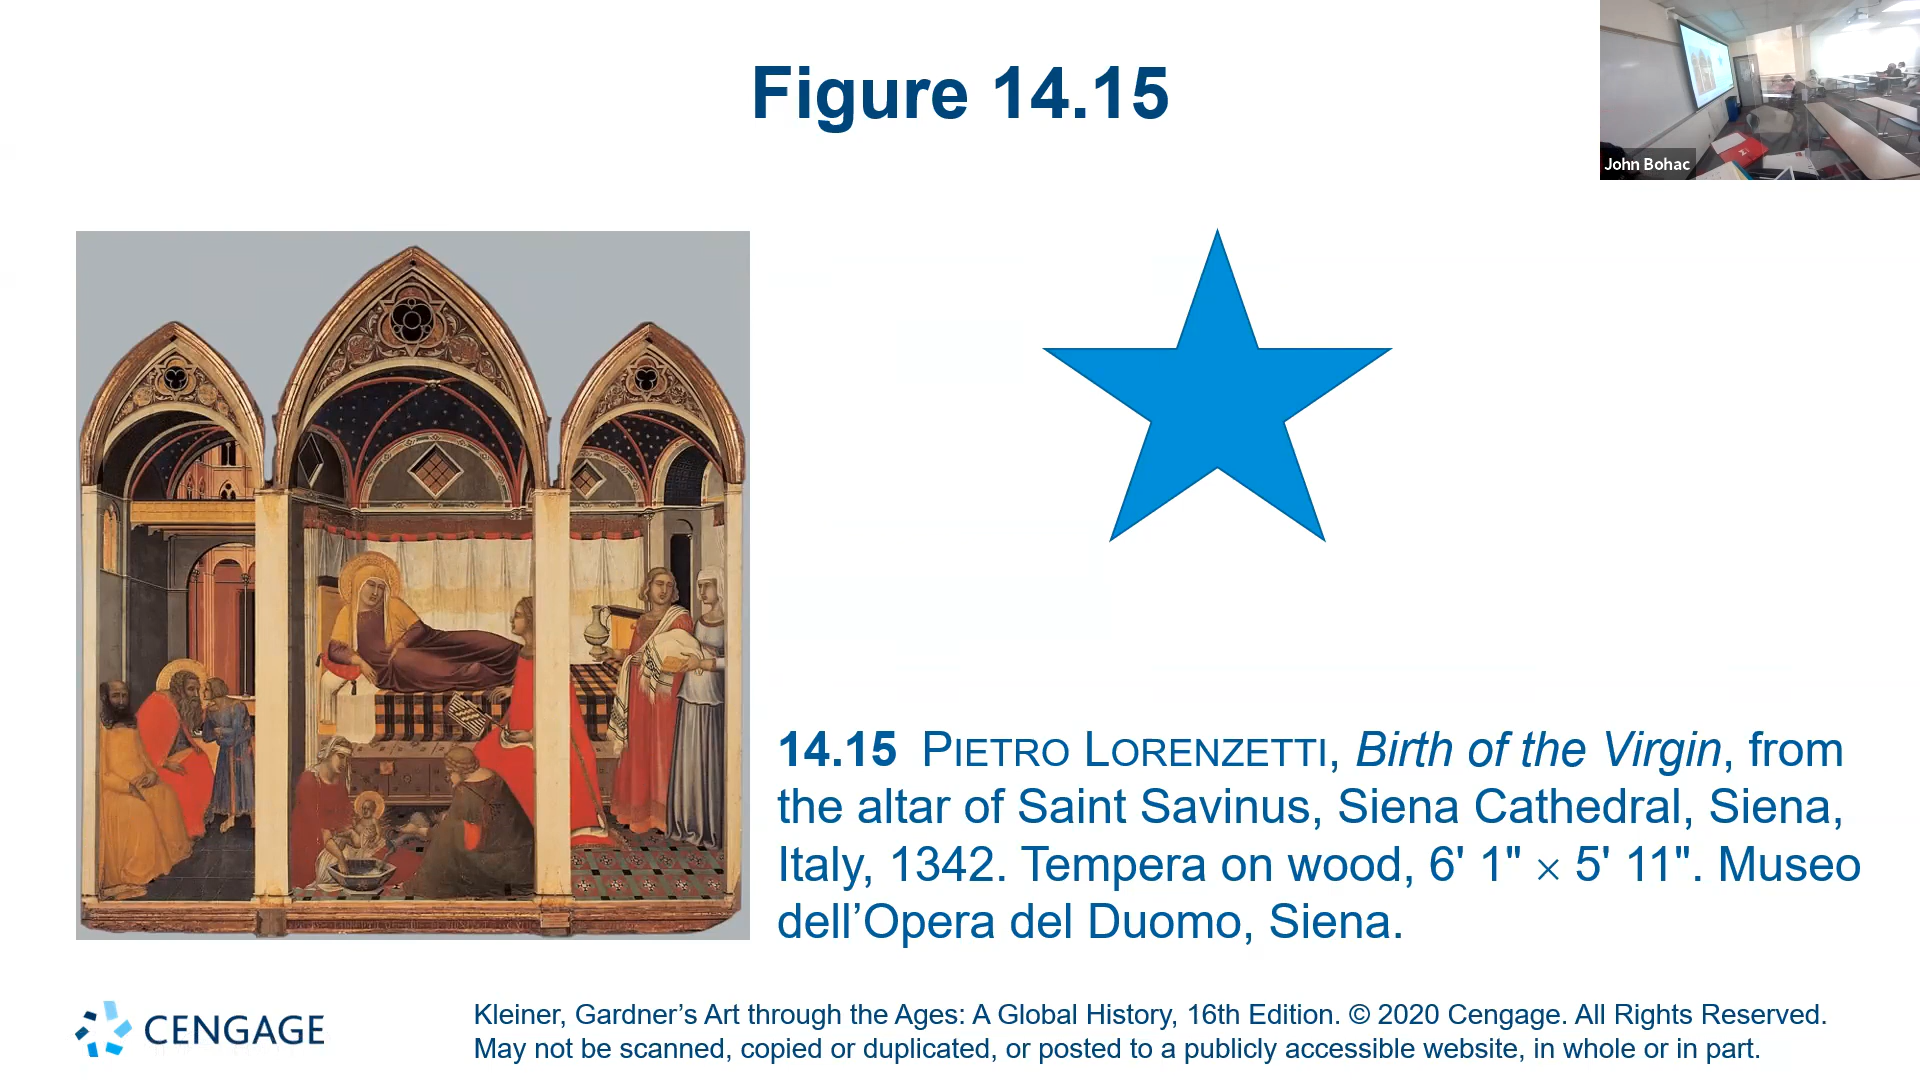 Figure 14.15
John Bohac
14.15 PIETRO LORENZETTI, Birth of the Virgin, from
the altar of Saint Savinus, Siena Cathedral, Siena,
Italy, 1342. Tempera on wood, 6' 1" × 5' 11". Museo
dell’Opera del Duomo, Siena.
CENGAGE
Kleiner, Gardner’s Art through the Ages: A Global History, 16th Edition. © 2020 Cengage. All Rights Reserved.
May not be scanned, copied or duplicated, or posted to a publicly accessible website, in whole or in part.